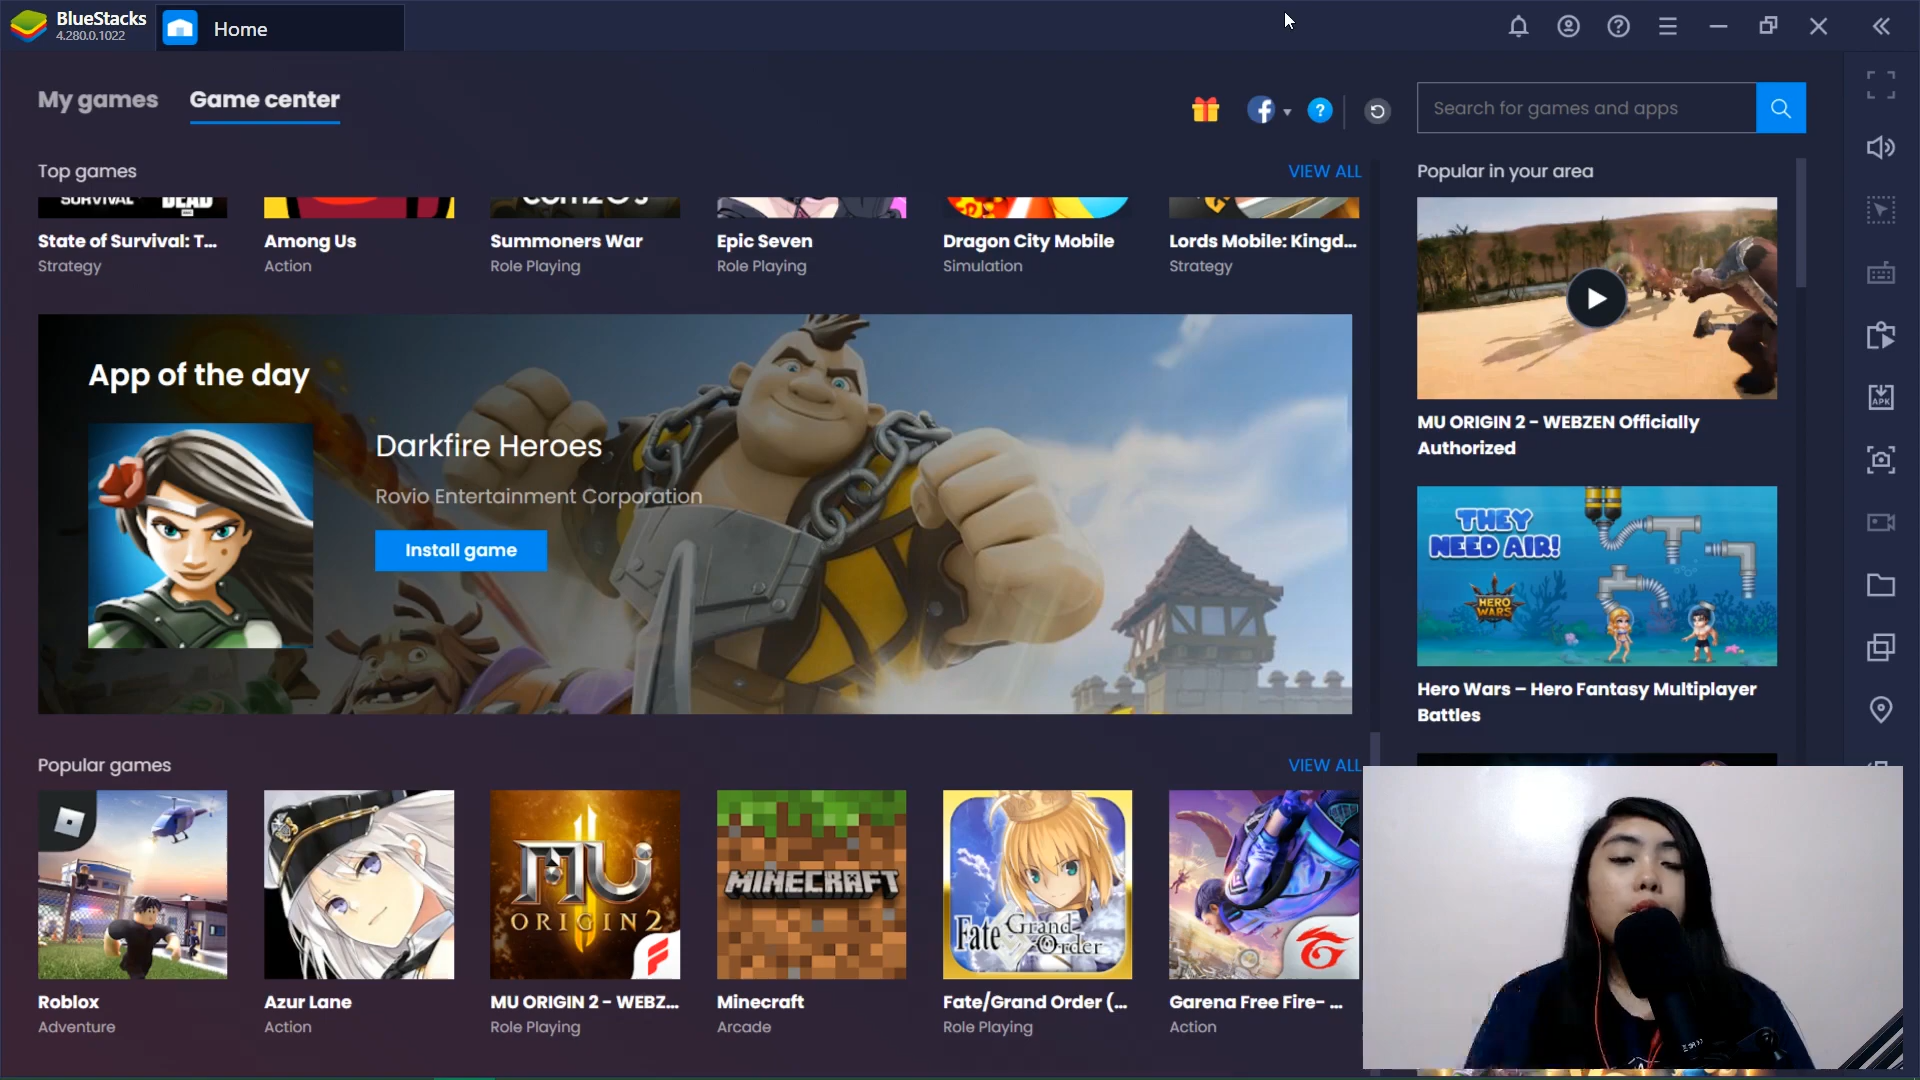 BlueStacks
4.280.0.1022
Home
My games
Game center
Search for games and apps
Top games
VIEW ALL
Popular in your area
SURVIVAL
DEAD
State of Survival: T...
Strategy
Among Us
Action
Summoners War
Role Playing
Epic Seven
Role Playing
Dragon City Mobile
Simulation
Lords Mobile: Kingd...
Strategy
App of the day
Darkfire Heroes
Rovio Entertainment Corporation
Install game
MU ORIGIN 2 - WEBZEN Officially
Authorized
THEY
NEED AIR!
HERO
WARS
Hero Wars – Hero Fantasy Multiplayer
Battles
APK
Popular games
VIEW ALL
MU
ORIGIN 2
MINECRAFT
Fate Grand
Order
Roblox
Adventure
Azur Lane
Action
MU ORIGIN 2 - WEBZ...
Role Playing
Minecraft
Arcade
Fate/Grand Order (...
Role Playing
Garena Free Fire- ...
Action